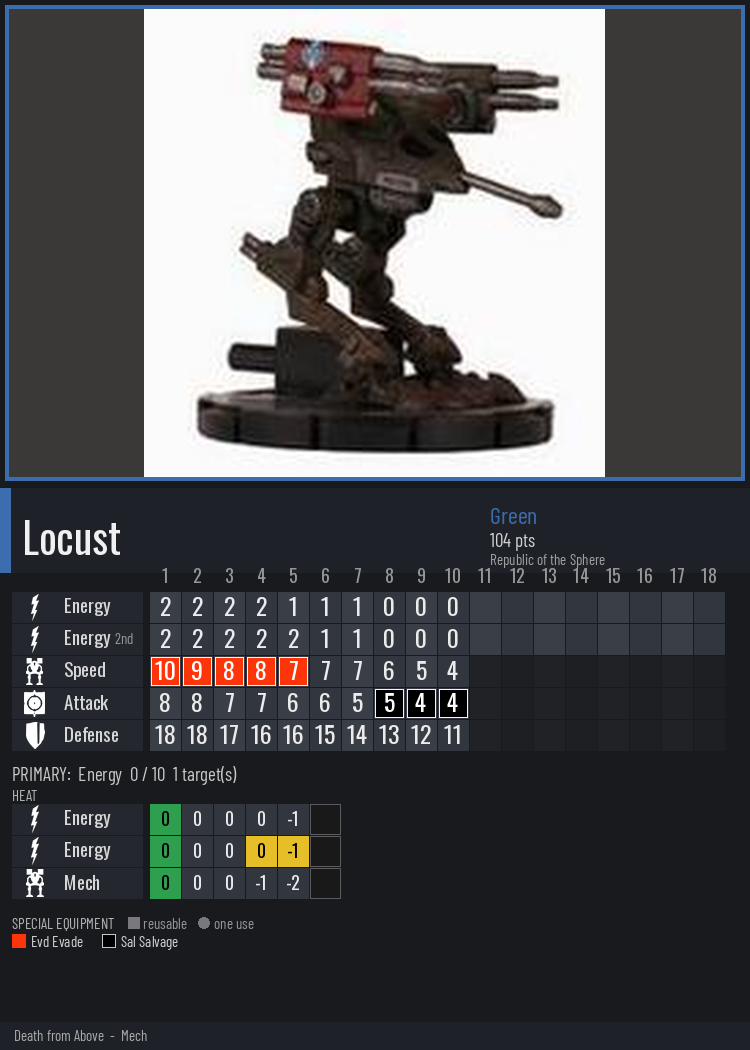 Locust
Green
104 pts
Republic of the Sphere
1 2 3 4 5 6 7 8 9 10 11 12 13 14 15 16 17 18
Energy 2 2 2 2 1 1 1 0 0 0
Energy 2nd 2 2 2 2 2 1 1 0 0 0
Speed 10 9 8 8 7 7 7 6 5 4
Attack 8 8 7 7 6 6 5 5 4 4
Defense 18 18 17 16 16 15 14 13 12 11
PRIMARY: Energy 0 / 10 1 target(s)
HEAT
Energy 0 0 0 0 -1
Energy 0 0 0 0 -1
Mech 0 0 0 -1 -2
SPECIAL EQUIPMENT reusable one use
Evd Evade Sal Salvage
Death from Above - Mech